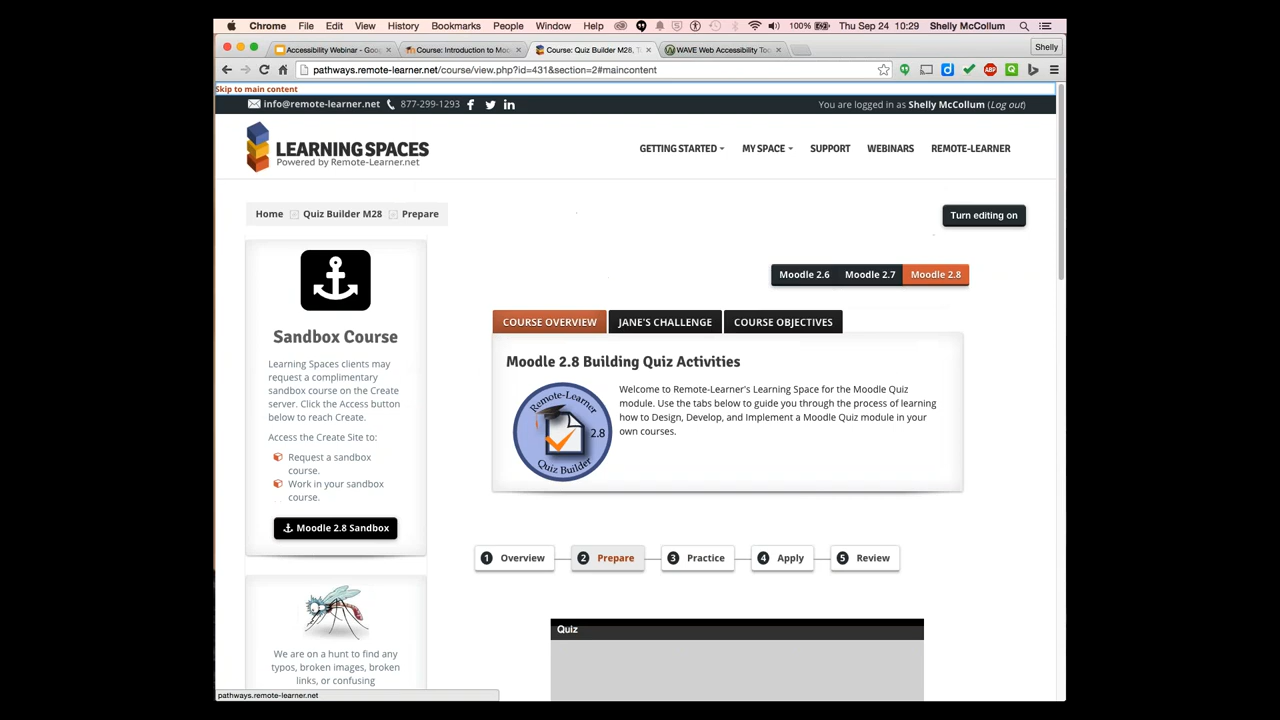 Chrome File Edit View History Bookmarks People Window Help 100% Thu Sep 24 10:29 Shelly McCollum
Accessibility Webinar - Goo Course: Introduction to Moo Course: Quiz Builder M28, T WAVE Web Accessibility Too Shelly
pathways.remote-learner.net/course/view.php?id=431&section=2#maincontent
Skip to main content
info@remote-learner.net 877-299-1293 You are logged in as Shelly McCollum (Log out)
LEARNING SPACES
Powered by Remote-Learner.net
GETTING STARTED MY SPACE SUPPORT WEBINARS REMOTE-LEARNER
Home Quiz Builder M28 Prepare
Turn editing on
Sandbox Course
Learning Spaces clients may
request a complimentary
sandbox course on the Create
server. Click the Access button
below to reach Create.
Access the Create Site to:
Request a sandbox
course.
Work in your sandbox
course.
Moodle 2.8 Sandbox
We are on a hunt to find any
typos, broken images, broken
links, or confusing
Moodle 2.6 Moodle 2.7 Moodle 2.8
COURSE OVERVIEW JANE'S CHALLENGE COURSE OBJECTIVES
Moodle 2.8 Building Quiz Activities
Remote-Learner
2.8
Quiz Builder
Welcome to Remote-Learner's Learning Space for the Moodle Quiz
module. Use the tabs below to guide you through the process of learning
how to Design, Develop, and Implement a Moodle Quiz module in your
own courses.
1 Overview 2 Prepare 3 Practice 4 Apply 5 Review
Quiz
pathways.remote-learner.net